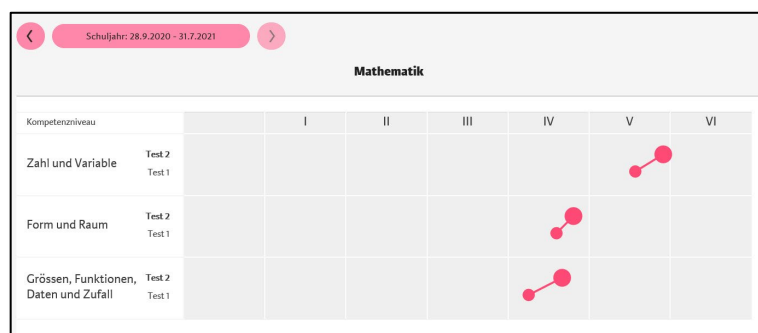 Schuljahr: 28.9.2020 - 31.7.2021
Mathematik
Kompetenzniveau I II III IV V VI
Zahl und Variable Test 2
Test 1
Form und Raum Test 2
Test 1
Grössen, Funktionen, Test 2
Daten und Zufall Test 1